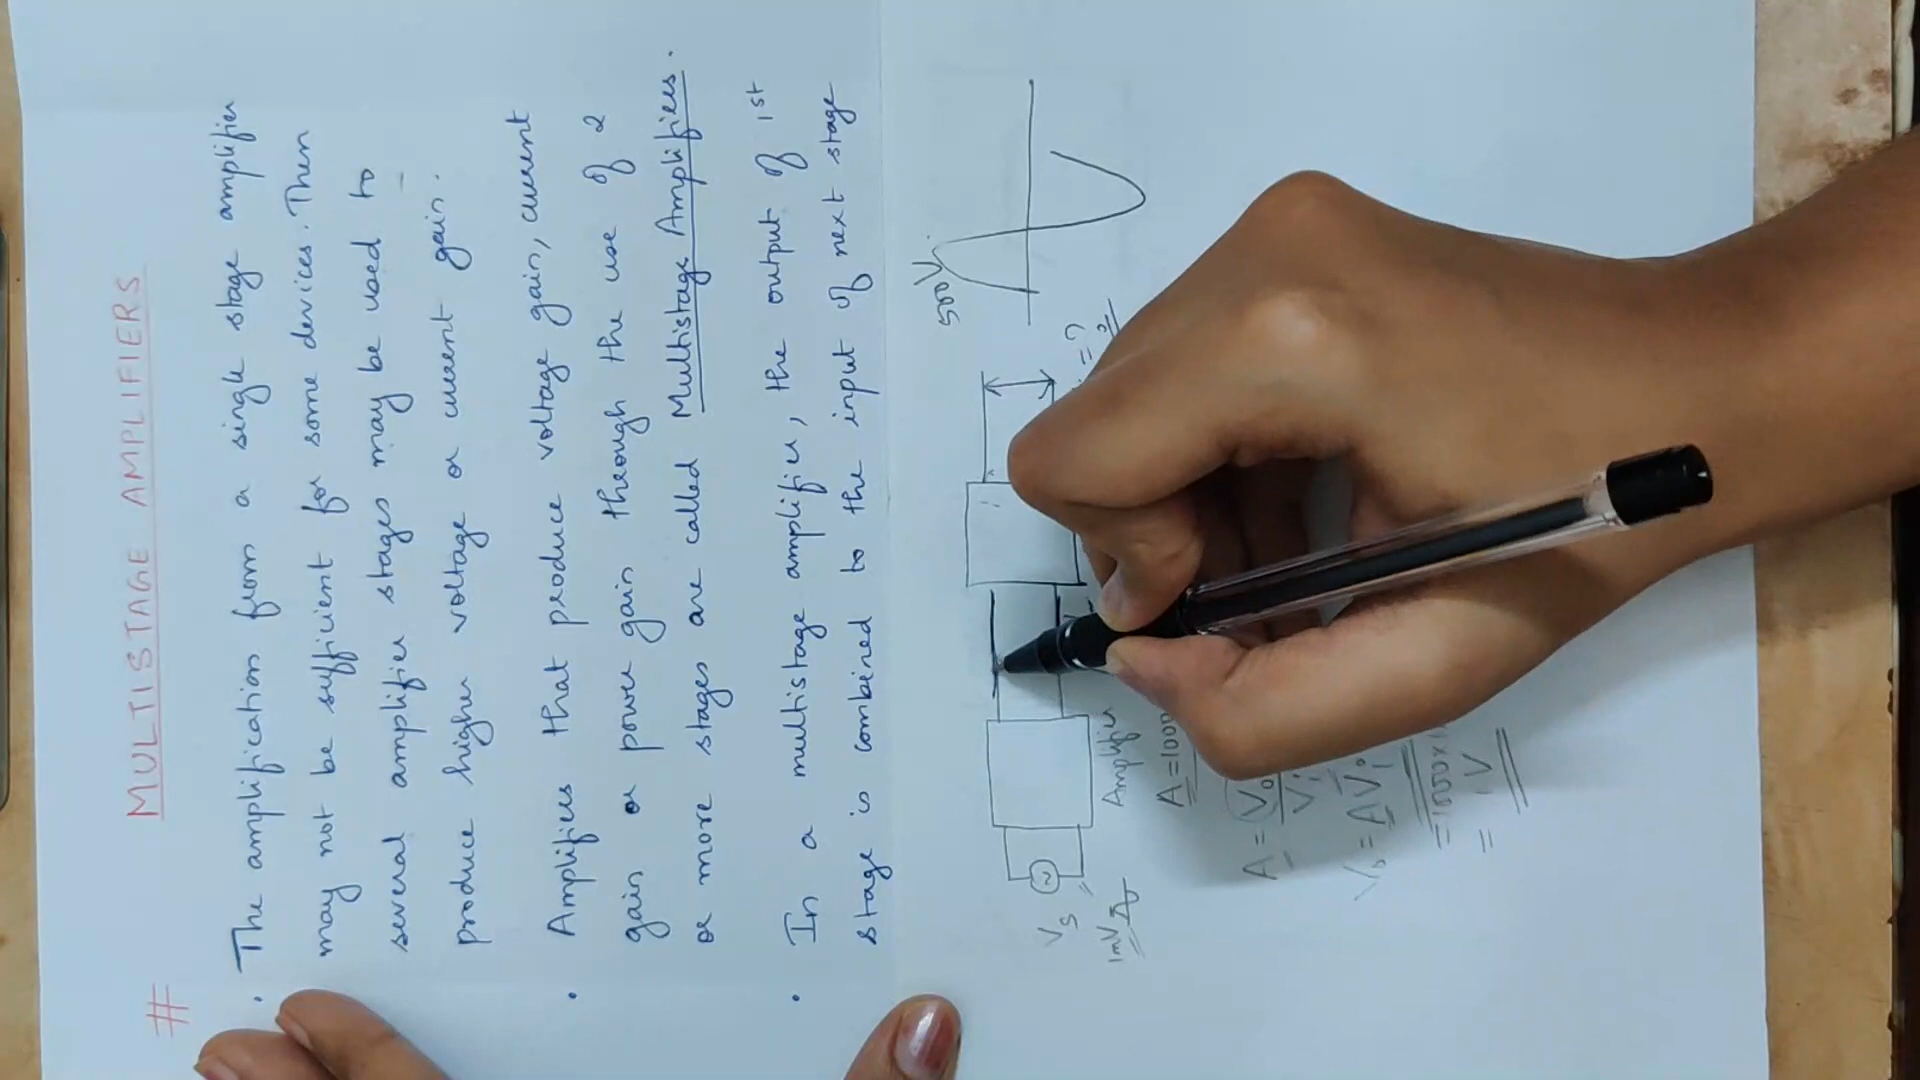 # MULTISTAGE AMPLIFIERS
• The amplification from a single stage amplifier
may not be sufficient for some devices. Then
several amplifier stages may be used to
produce higher voltage or current gain.
• Amplifiers that produce voltage gain, current
gain or power gain through the use of 2
or more stages are called Multistage Amplifiers.
• In a multistage amplifier, the output of 1st
stage is combined to the input of next stage
500V
= ?
2
Vs
1mV
Amplifier
A = 1000
A = Vo
Vi
= AVi
= 1000 x
= 1V